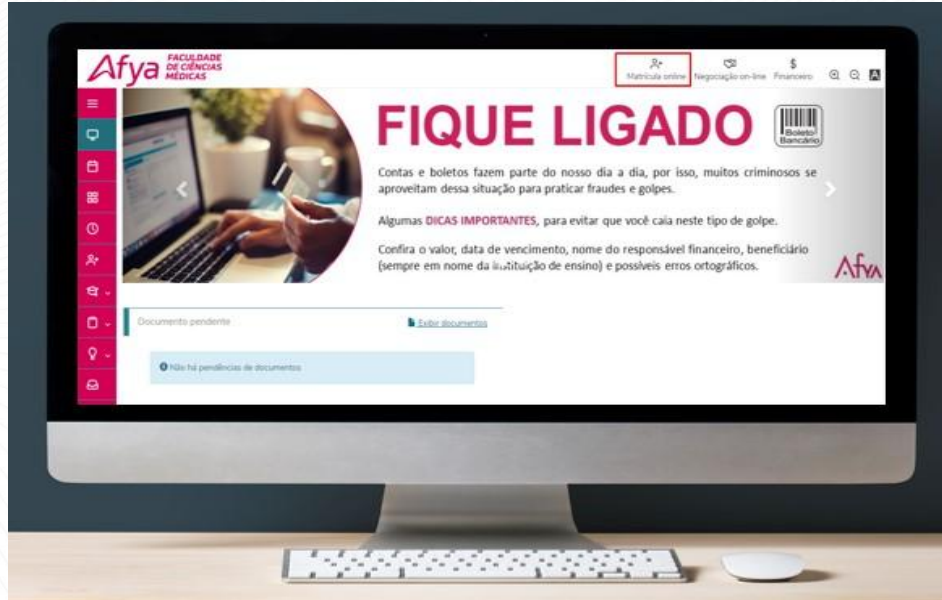 Afya FACULDADE
DE CIÊNCIAS
MÉDICAS
Matrícula online Negociação on-line Financeiro
A
FIQUE LIGADO
Boleto
Bancário
Contas e boletos fazem parte do nosso dia a dia, por isso, muitos criminosos se
aproveitam dessa situação para praticar fraudes e golpes.
Algumas DICAS IMPORTANTES, para evitar que você caia neste tipo de golpe.
Confira o valor, data de vencimento, nome do responsável financeiro, beneficiário
(sempre em nome da instituição de ensino) e possíveis erros ortográficos.
Afya
Documento pendente Exibir documentos
Não há pendências de documentos